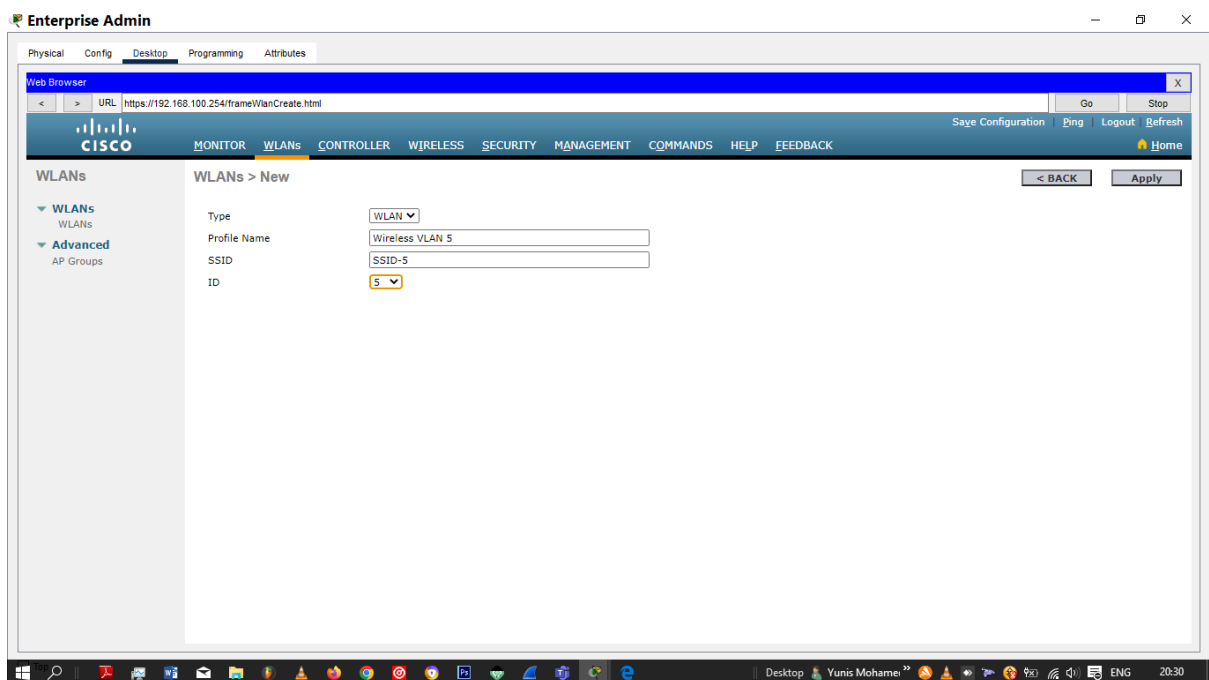 Enterprise Admin
Physical Config Desktop Programming Attributes
Web Browser X
< > URL https://192.168.100.254/frameWlanCreate.html Go Stop
Save Configuration | Ping | Logout | Refresh
CISCO MONITOR WLANs CONTROLLER WIRELESS SECURITY MANAGEMENT COMMANDS HELP FEEDBACK Home
WLANs WLANs > New < BACK Apply
WLANs
WLANs
Advanced
AP Groups
Type WLAN
Profile Name Wireless VLAN 5
SSID SSID-5
ID 5
Top
Desktop Yunis Mohamei » ENG 20:30